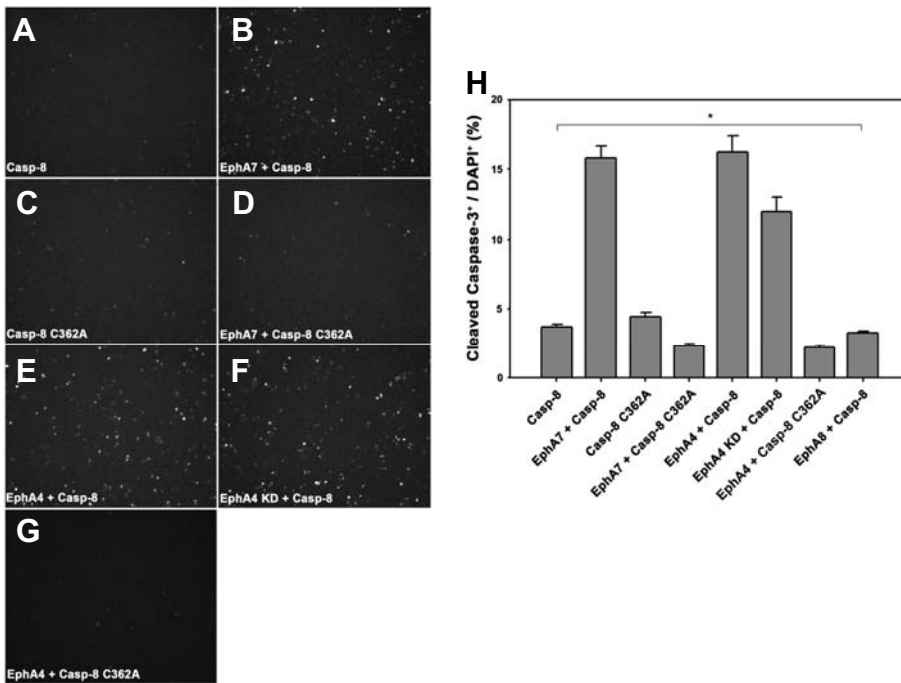 A
Casp-8
B
EphA7 + Casp-8
C
Casp-8 C362A
D
EphA7 + Casp-8 C362A
E
EphA4 + Casp-8
F
EphA4 KD + Casp-8
G
EphA4 + Casp-8 C362A
H
Cleaved Caspase-3⁺ / DAPI⁺ (%)
20
15
10
5
0
*
Casp-8
EphA7 + Casp-8
Casp-8 C362A
EphA7 + Casp-8 C362A
EphA4 + Casp-8
EphA4 KD + Casp-8
EphA4 + Casp-8 C362A
EphA8 + Casp-8